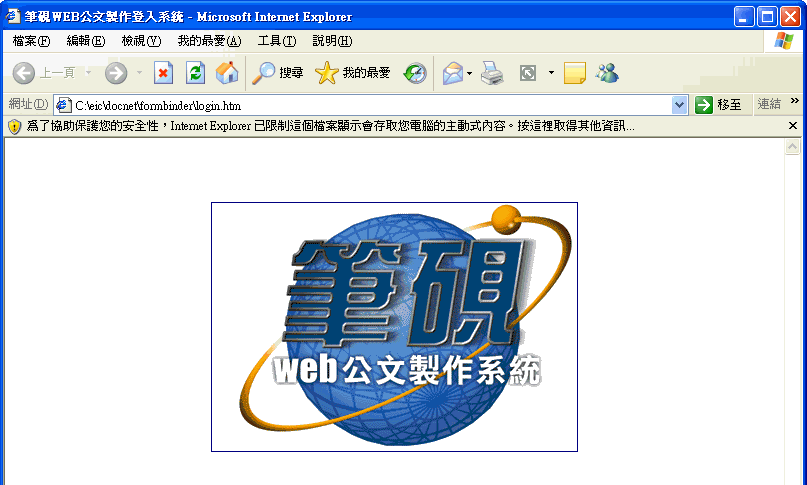 筆硯WEB公文製作登入系統 - Microsoft Internet Explorer
檔案(F) 編輯(E) 檢視(V) 我的最愛(A) 工具(T) 說明(H)
上一頁 搜尋 我的最愛
網址(D) C:\eic\docnet\formbinder\login.htm 移至 連結 »
為了協助保護您的安全性，Internet Explorer 已限制這個檔案顯示會存取您電腦的主動式內容。按這裡取得其他資訊...
筆硯
web公文製作系統